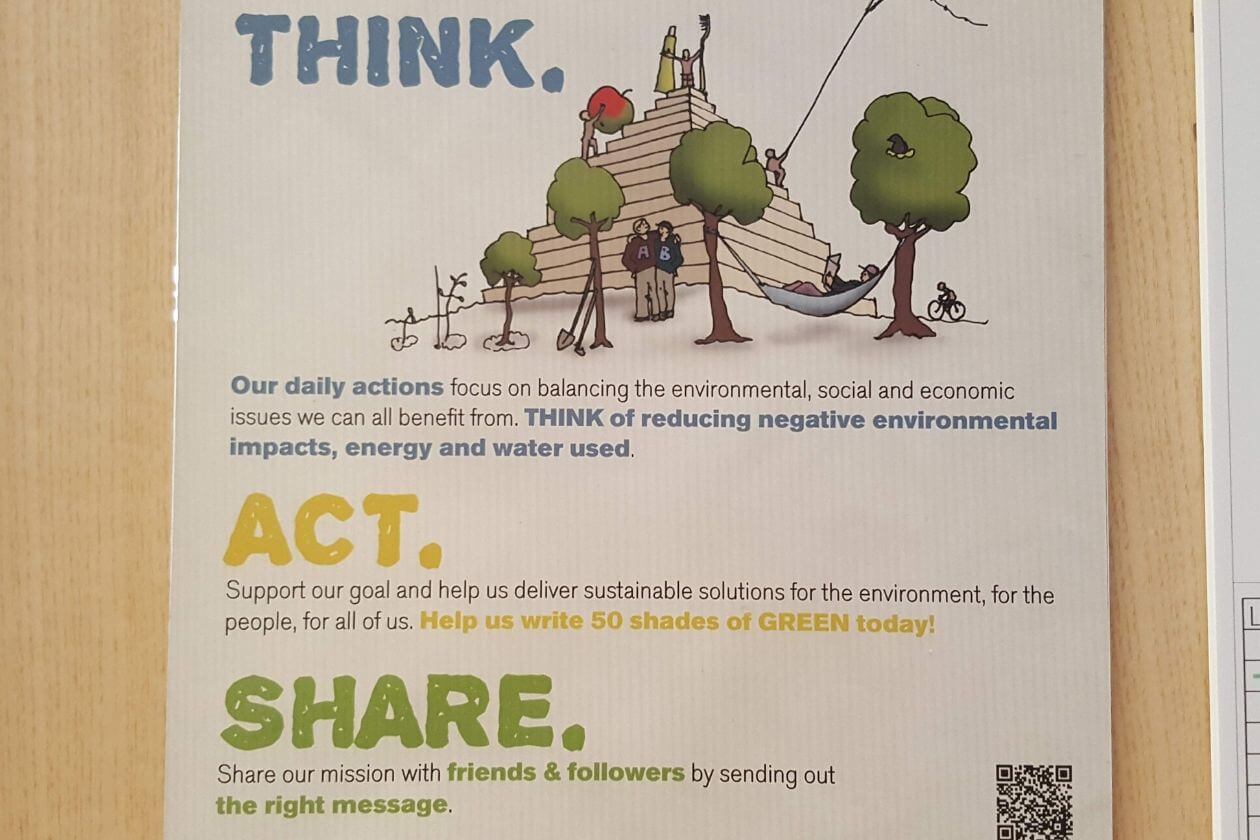 THINK.
A B
Our daily actions focus on balancing the environmental, social and economic
issues we can all benefit from. THINK of reducing negative environmental
impacts, energy and water used.
ACT.
Support our goal and help us deliver sustainable solutions for the environment, for the
people, for all of us. Help us write 50 shades of GREEN today!
SHARE.
Share our mission with friends & followers by sending out
the right message.